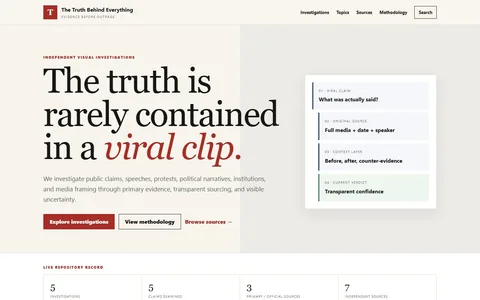 T
The Truth Behind Everything
EVIDENCE BEFORE OUTRAGE
Investigations
Topics
Sources
Methodology
Search
INDEPENDENT VISUAL INVESTIGATIONS
The truth is
rarely contained
in a viral clip.
We investigate public claims, speeches, protests, political narratives, institutions,
and media framing through primary evidence, transparent sourcing, and visible
uncertainty.
Explore investigations
View methodology
Browse sources →
01 · VIRAL CLAIM
What was actually said?
02 · ORIGINAL SOURCE
Full media + date + speaker
03 · CONTEXT LAYER
Before, after, counter-evidence
04 · CURRENT VERDICT
Transparent confidence
LIVE REPOSITORY RECORD
5
INVESTIGATIONS
5
CLAIMS EXAMINED
3
PRIMARY / OFFICIAL SOURCES
7
INDEPENDENT SOURCES